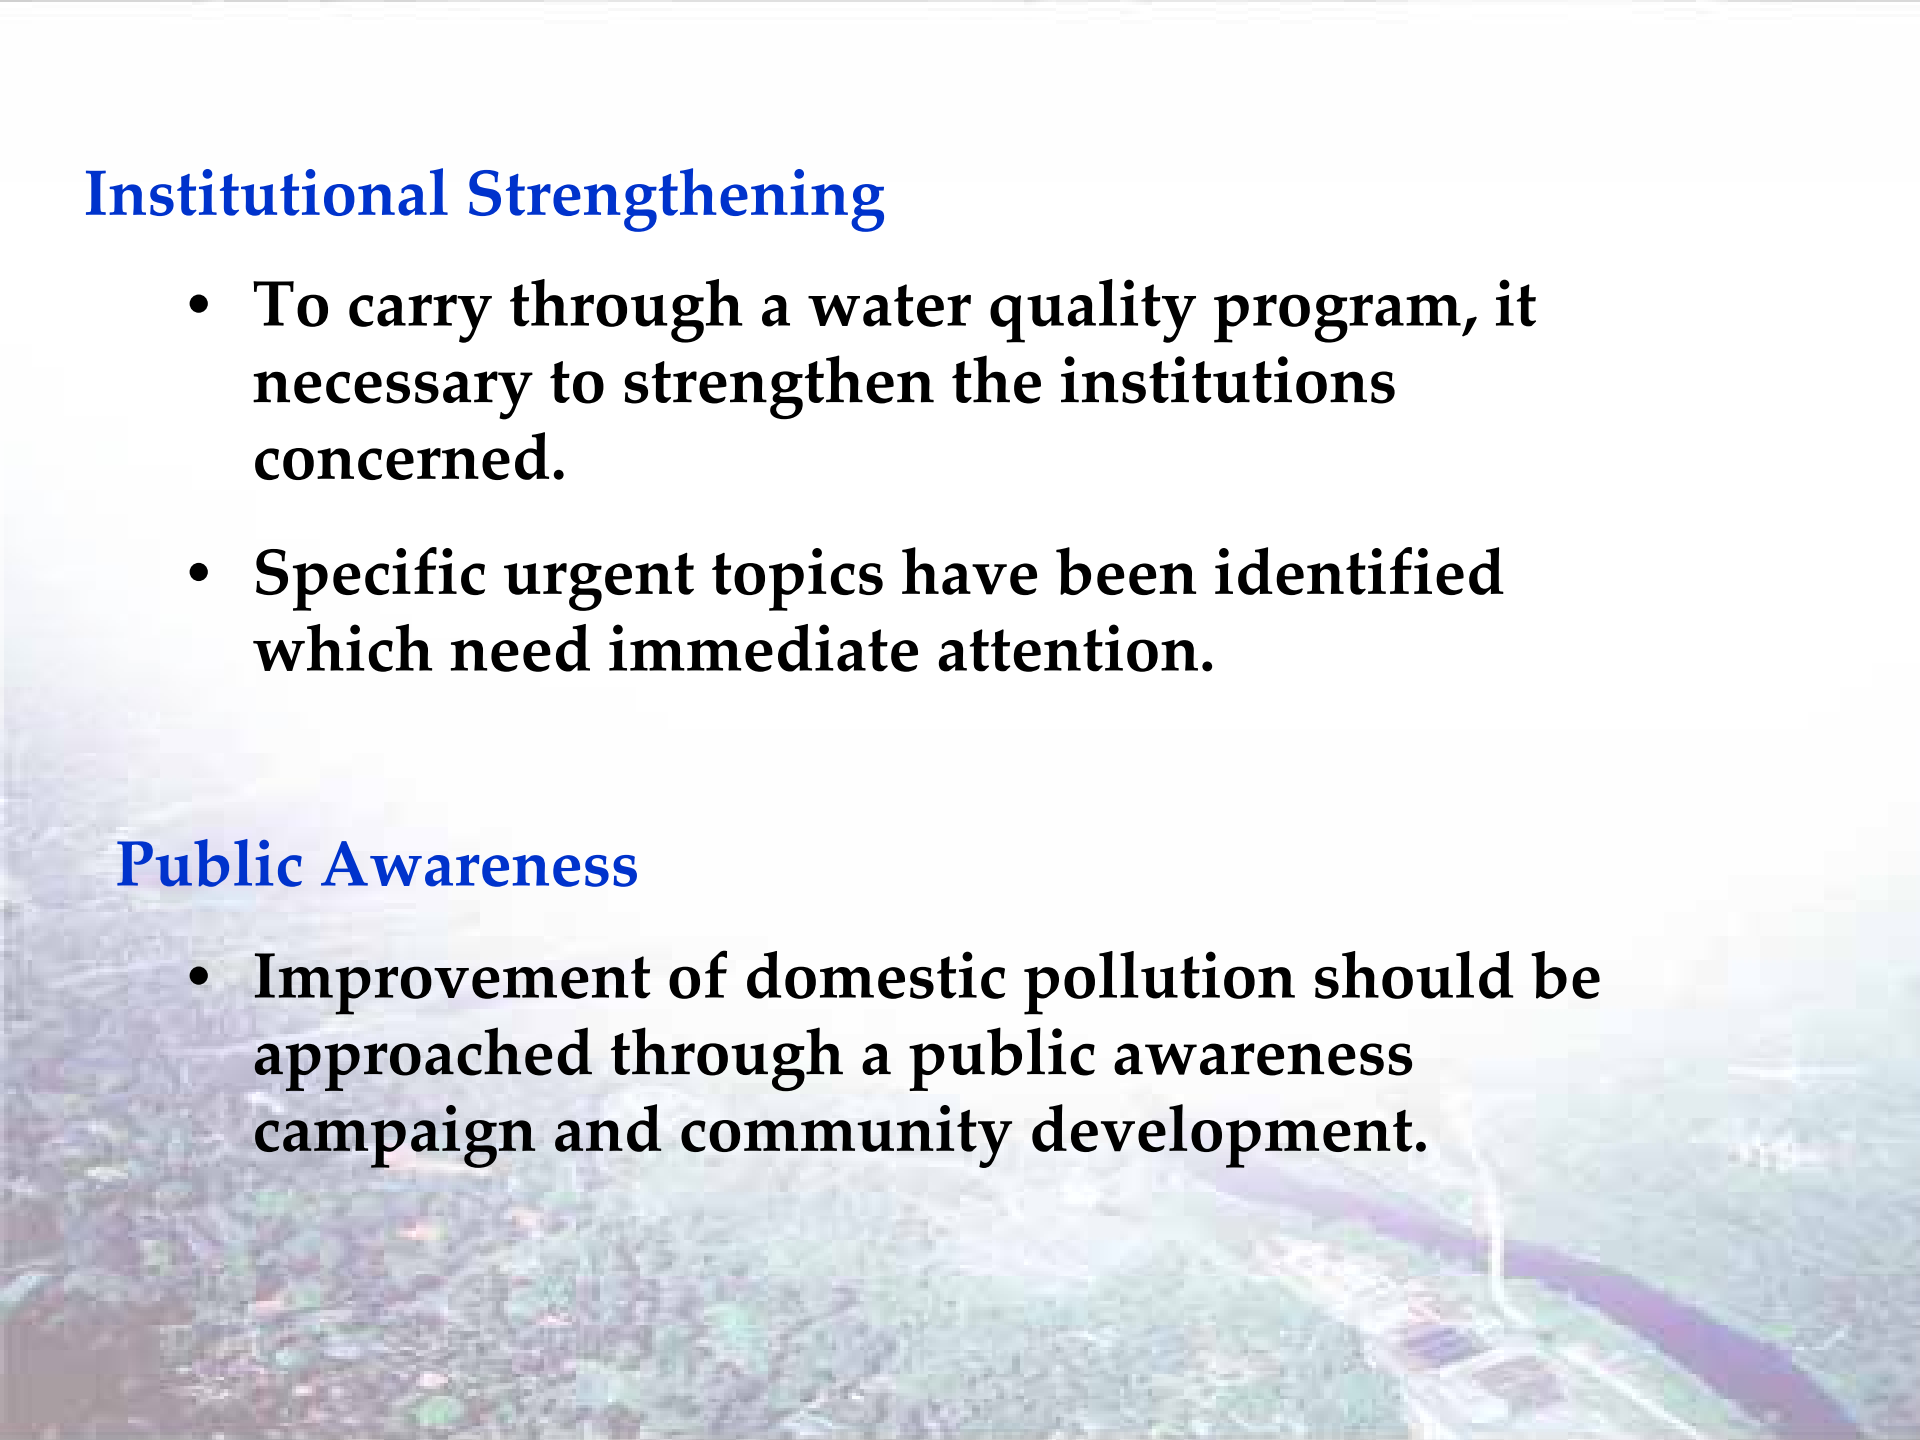 Institutional Strengthening
• To carry through a water quality program, it
necessary to strengthen the institutions
concerned.
• Specific urgent topics have been identified
which need immediate attention.
Public Awareness
• Improvement of domestic pollution should be
approached through a public awareness
campaign and community development.